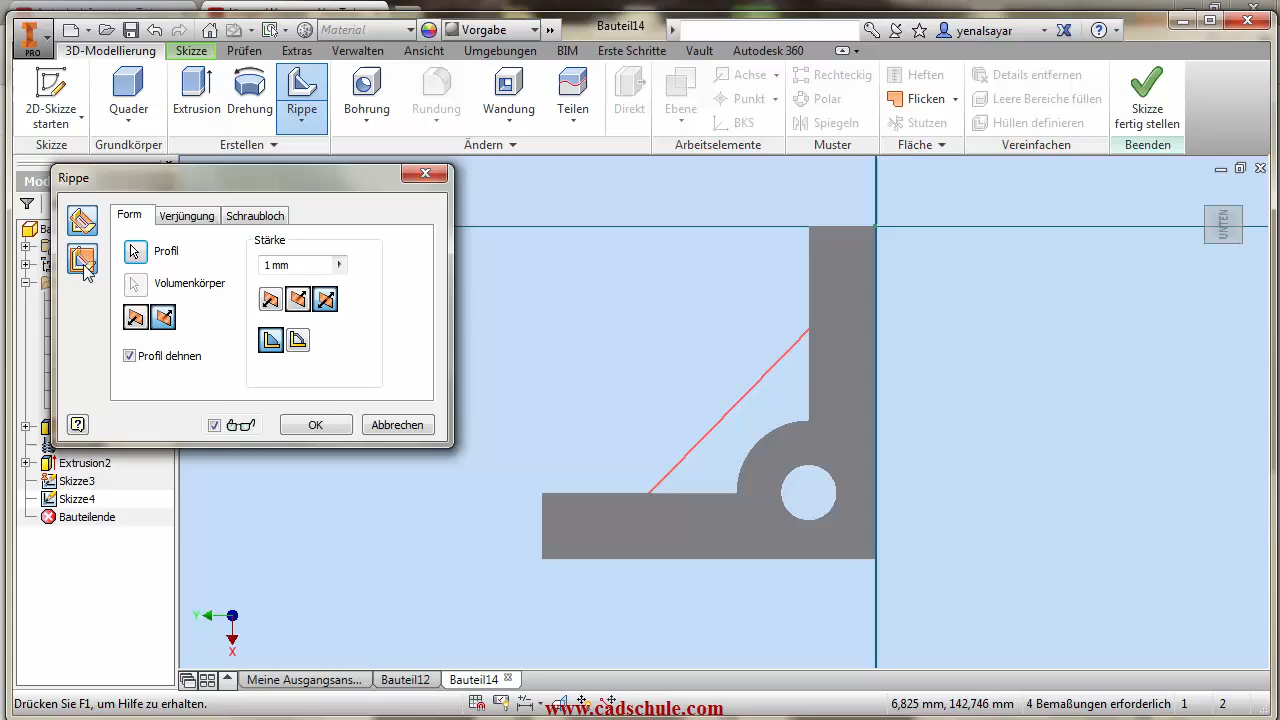 Material
Vorgabe
Bauteil14
yenalsayar
PRO
3D-Modellierung Skizze Prüfen Extras Verwalten Ansicht Umgebungen BIM Erste Schritte Vault Autodesk 360
2D-Skizze starten
Quader
Extrusion
Drehung
Rippe
Bohrung
Rundung
Wandung
Teilen
Direkt
Ebene
Achse
Punkt
BKS
Rechteckig
Polar
Spiegeln
Heften
Flicken
Stutzen
Details entfernen
Leere Bereiche füllen
Hüllen definieren
Skizze
fertig stellen
Skizze Grundkörper Erstellen Ändern Arbeitselemente Muster Fläche Vereinfachen Beenden
Rippe
Form Verjüngung Schraubloch
Profil
Volumenkörper
Profil dehnen
Stärke
1 mm
OK Abbrechen
Extrusion2
Skizze3
Skizze4
Bauteilende
UNTEN
Y
X
Meine Ausgangsans... Bauteil12 Bauteil14
Drücken Sie F1, um Hilfe zu erhalten.
6,825 mm, 142,746 mm 4 Bemaßungen erforderlich 1 2
www.cadschule.com